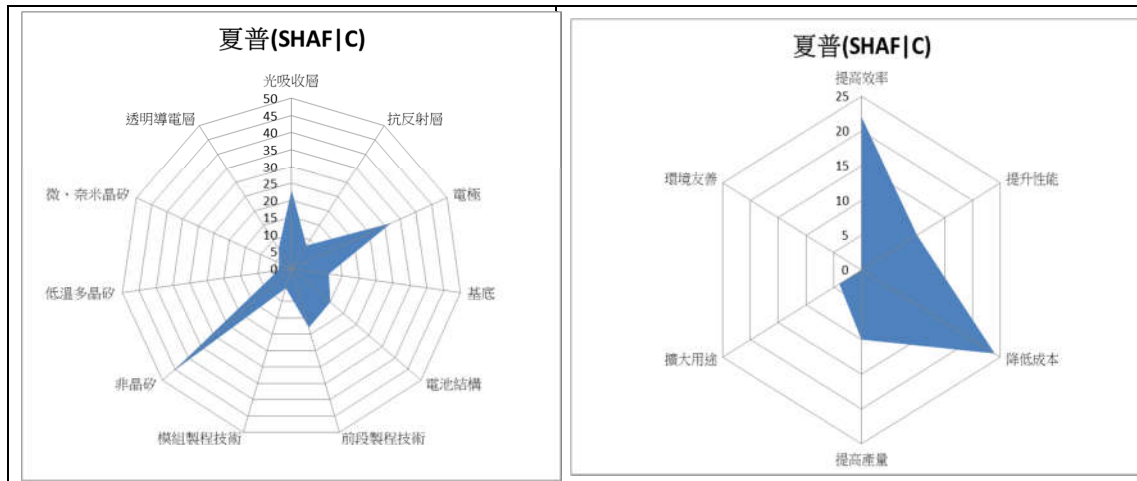 夏普(SHAF|C)
光吸收層
50
45
40
35
30
25
20
15
10
5
0
抗反射層
電極
基底
電池結構
前段製程技術
模組製程技術
非晶矽
低溫多晶矽
微、奈米晶矽
透明導電層
夏普(SHAF|C)
提高效率
25
20
15
10
5
0
提升性能
降低成本
提高產量
擴大用途
環境友善